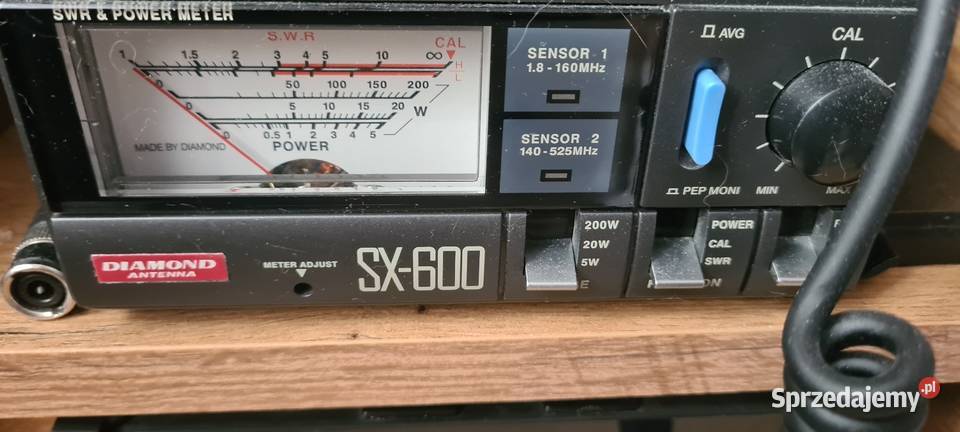 SWR & POWER METER
S.W.R
CAL
1 1.5 2 3 4 5 10 ∞
H
L
0 50 100 150 200
0 5 10 15 20
W
0 0.5 1 2 3 4 5
MADE BY DIAMOND
POWER
SENSOR 1
1.8 - 160MHz
SENSOR 2
140 - 525MHz
AVG
PEP MONI
CAL
MIN
MAX
DIAMOND
ANTENNA
METER ADJUST
SX-600
200W
20W
5W
POWER
CAL
SWR
Sprzedajemy.pl